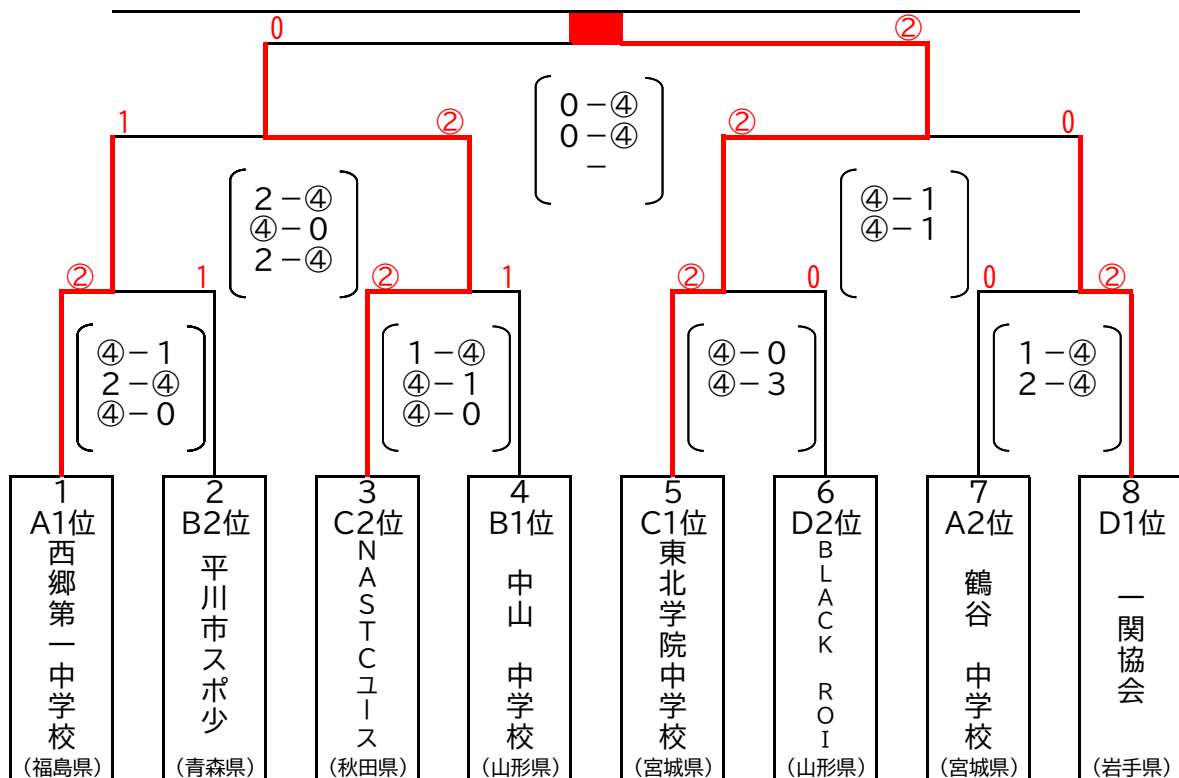 0
②
0-④
0-④
-
1
②
②
0
2-④
④-0
2-④
④-1
④-1
②
1
②
1
②
0
0
②
④-1
2-④
④-0
1-④
④-1
④-0
④-0
④-3
1-④
2-④
1
A1位
西郷第一中学校
(福島県)
2
B2位
平川市スポ少
(青森県)
3
C2位
NASTCユース
(秋田県)
4
B1位
中山 中学校
(山形県)
5
C1位
東北学院中学校
(宮城県)
6
D2位
BLACK ROI
(山形県)
7
A2位
鶴谷 中学校
(宮城県)
8
D1位
一関協会
(岩手県)